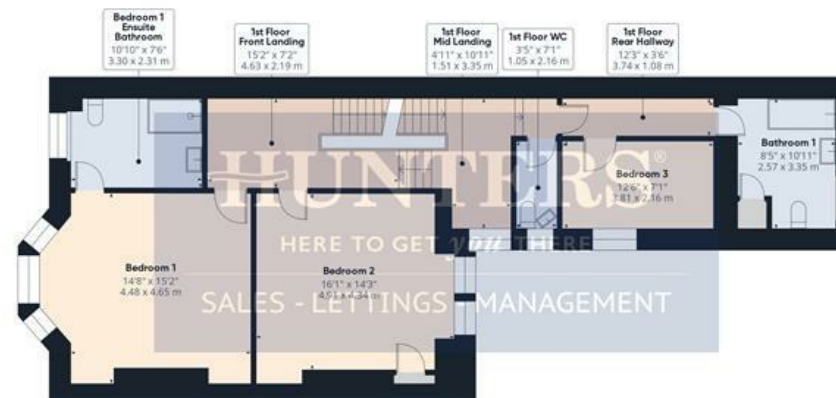 Bedroom 1
Ensuite
Bathroom
10'10" x 7'6"
3.30 x 2.31 m
1st Floor
Front Landing
15'2" x 7'2"
4.63 x 2.19 m
1st Floor
Mid Landing
4'11" x 10'11"
1.51 x 3.35 m
1st Floor WC
3'5" x 7'1"
1.05 x 2.16 m
1st Floor
Rear Hallway
12'3" x 3'6"
3.74 x 1.08 m
Bathroom 1
8'5" x 10'11"
2.57 x 3.35 m
HUNTERS®
HERE TO GET you THERE
SALES - LETTINGS - MANAGEMENT
Bedroom 3
12'6" x 7'1"
3.81 x 2.16 m
Bedroom 1
14'8" x 15'2"
4.48 x 4.65 m
Bedroom 2
16'1" x 14'3"
4.91 x 4.34 m